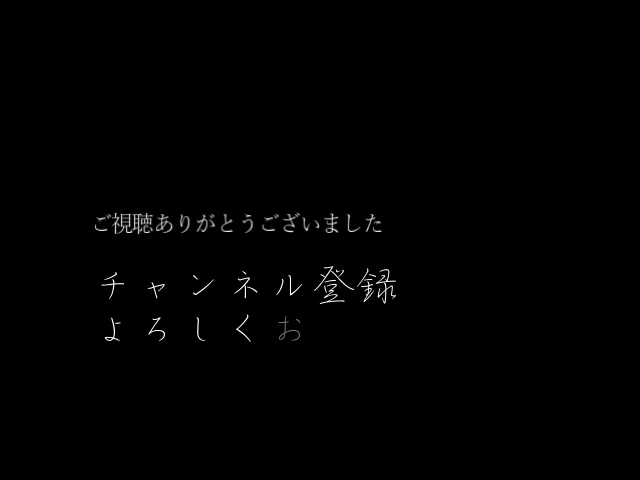 ご視聴ありがとうございました
チャンネル登録
よろしくお